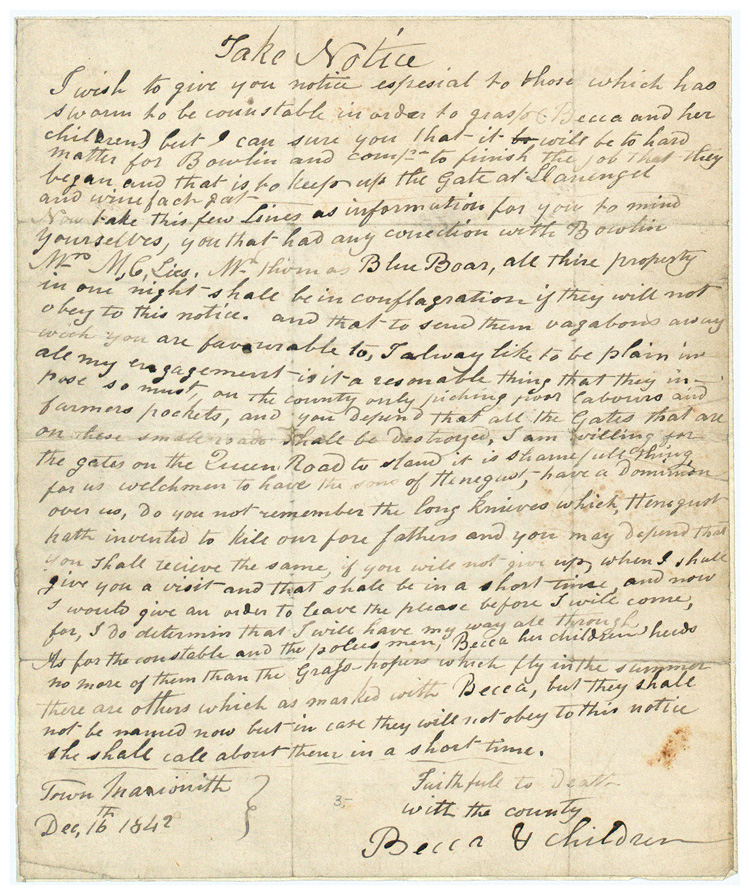 Take Notice
I wish to give you notice espesial to those which has
sworn to be counstable in order to grasp (Becca and her
children) but I can sure you that it be will be to hard
matter for Bowlin and compy to finish the job that they
began and that is to keep up the Gate at Llanengel
and winefact gat
Now take this few Lines as information for you to mind
yourselves, you that had any conection with Bowlin
Mrs M,C,Lies, Mr thomas Blue Boar, all thire property
in one night shall be in conflagration if they will not
obey to this notice. and that to send them vagabons away
wich you are favourable to, I alway like to be plain in
all my engagement is it a resonable thing that they in-
pose so must, on the county only piching poor Labours and
farmers pockets, and you depend that all the Gates that are
on these small roads shall be destroyed, I am willing for
the gates on the Queen Road to stand it is shamefull thing
for us welchmen to have the sons of Henegust, have a Dominion
over us, do you not remember the long knieves which Henegust
hath invented to kill our fore fathers and you may depend that
you shall recieve the same, if you will not give up, when I shall
give you a visit and that shall be in a short time and now
I would give an order to leave the please before I will come,
for, I do determin that I will have my way all through
As for the constable and the polees men, Becca her children heeds
no more of them than the Grass hopers which fly in the summer
there are others which as marked with Becca, but they shall
not be named now but in case they will not obey to this notice
she shall call about them in a short time.
Faithfull to Death
with the county
Becca & children
Town
Dec, 16th 1842